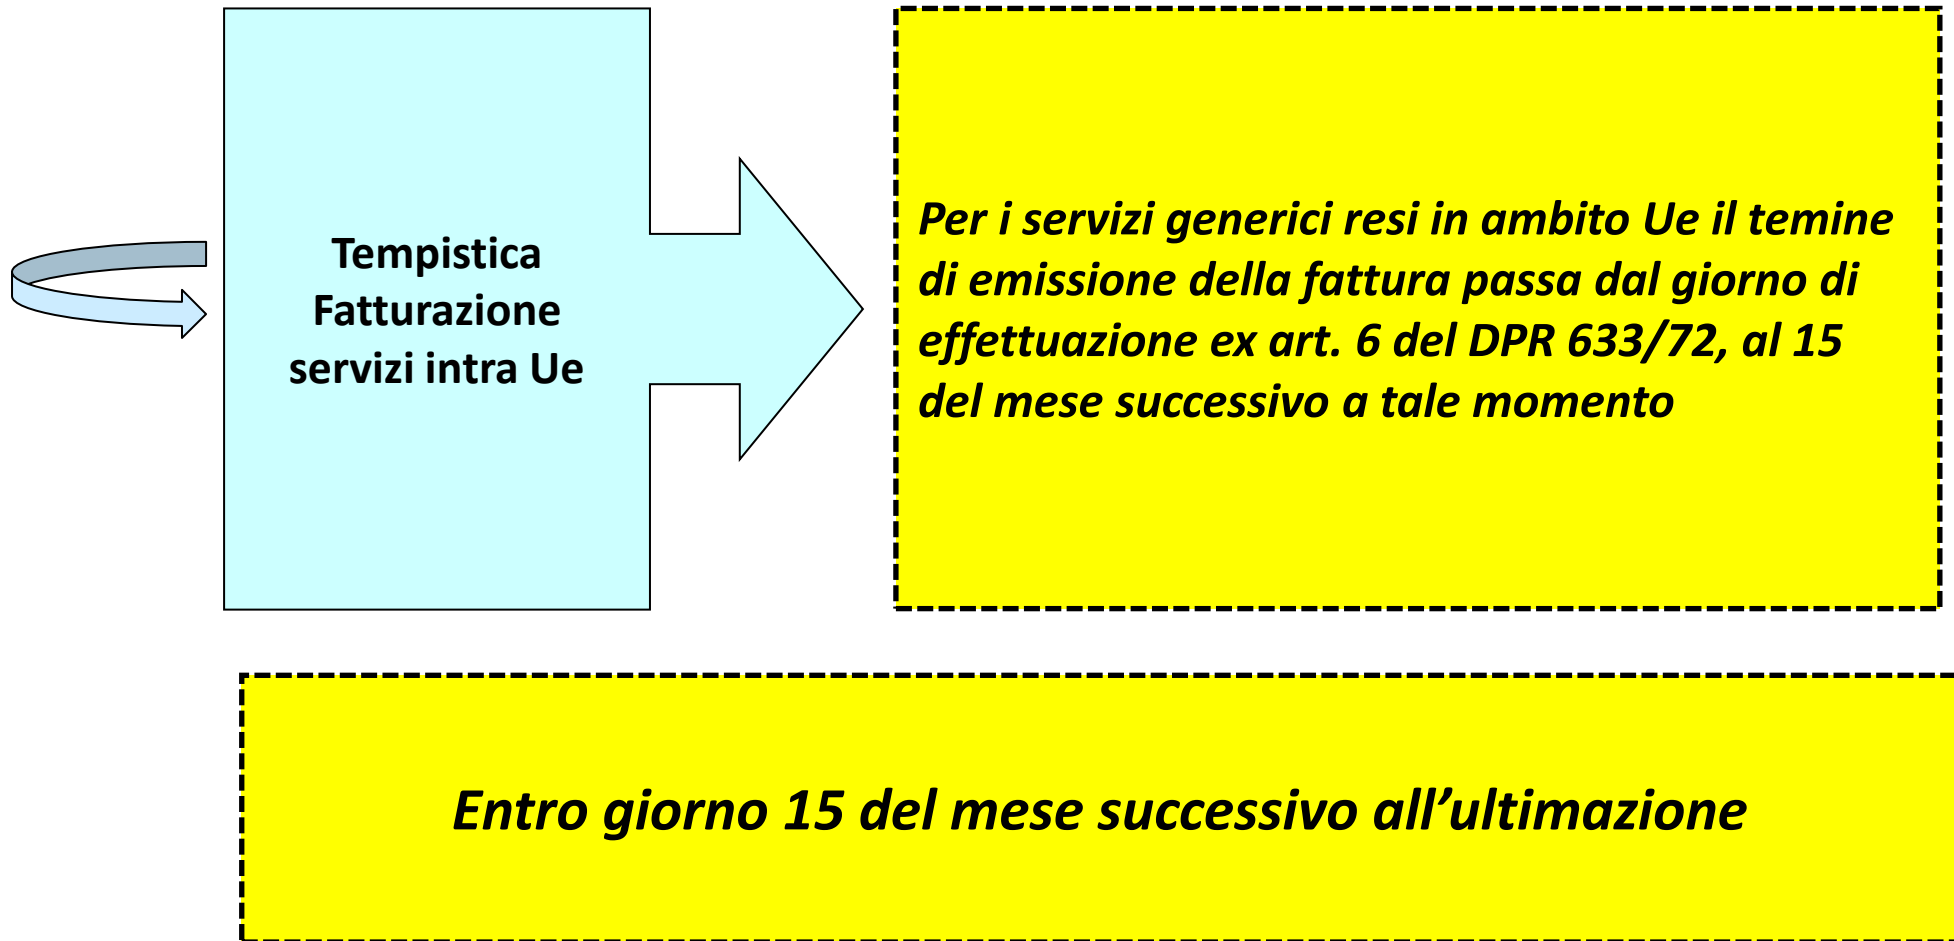 Tempistica
Fatturazione
servizi intra Ue
Per i servizi generici resi in ambito Ue il temine
di emissione della fattura passa dal giorno di
effettuazione ex art. 6 del DPR 633/72, al 15
del mese successivo a tale momento
Entro giorno 15 del mese successivo all’ultimazione